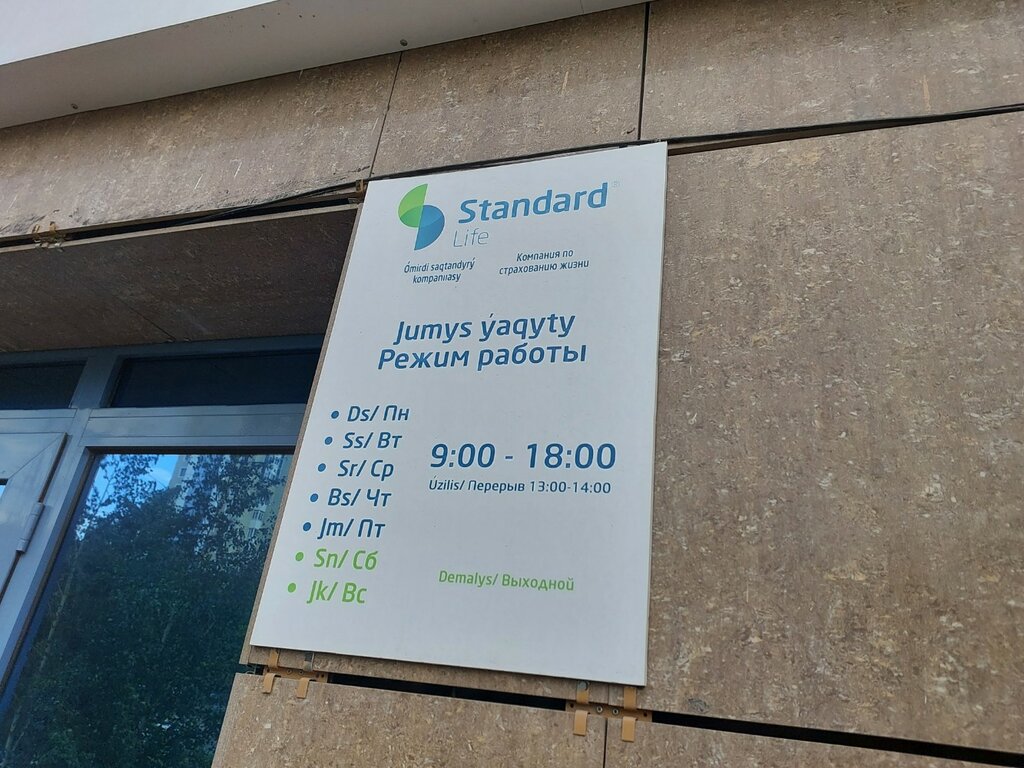 Standard®
Life
Ómirdi saqtandyrý
kompanııasy
Компания по
страхованию жизни
Jumys ýaqyty
Режим работы
• Ds/ Пн
• Ss/ Вт
• Sr/ Ср
• Bs/ Чт
• Jm/ Пт
• Sn/ Сб
• Jk/ Вс
9:00 - 18:00
Úzilis/ Перерыв 13:00-14:00
Demalys/ Выходной